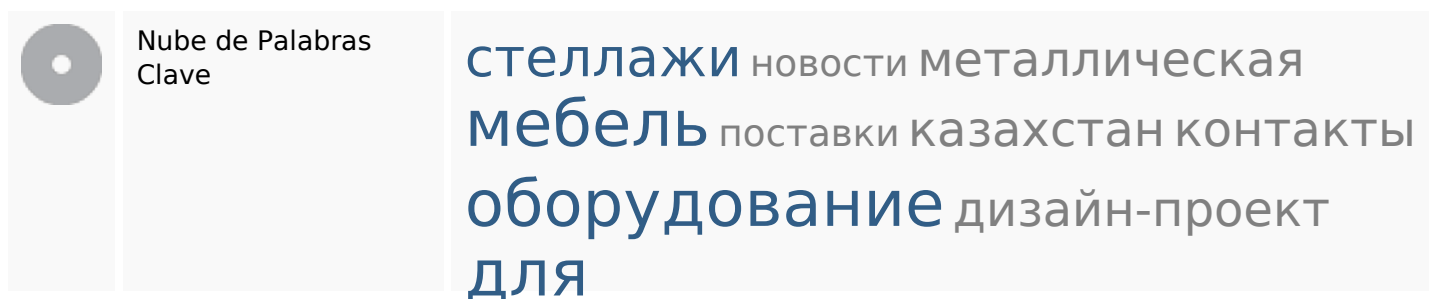 Nube de Palabras
Clave
стеллажи новости металлическая
мебель поставки казахстан контакты
оборудование дизайн-проект
для